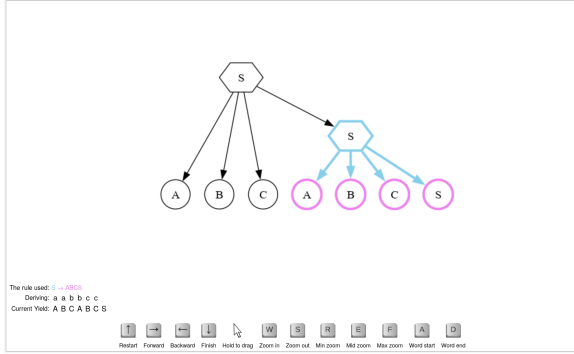 S
S
A B C A B C S
The rule used: S → ABCS
Deriving: a a b b c c
Current Yield: A B C A B C S
↑ → ← ↓ W S R E F A D
Restart Forward Backward Finish Hold to drag Zoom in Zoom out Min zoom Mid zoom Max zoom Word start Word end